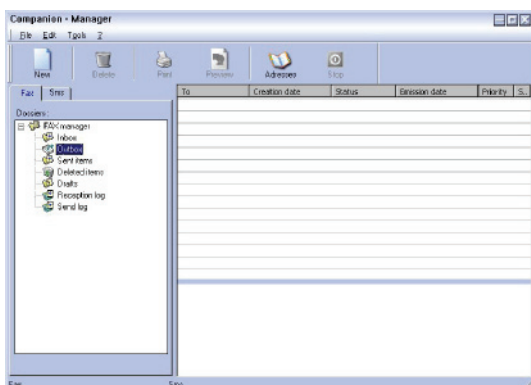 Companion - Manager
File Edit Tools ?
New Delete Print Preview Adresses Stop
Fax Sms
Dossiers :
FAX manager
Inbox
Outbox
Sent items
Deleted items
Drafts
Reception log
Send log
To Creation date Status Emission date Priority S...
Fax Sms